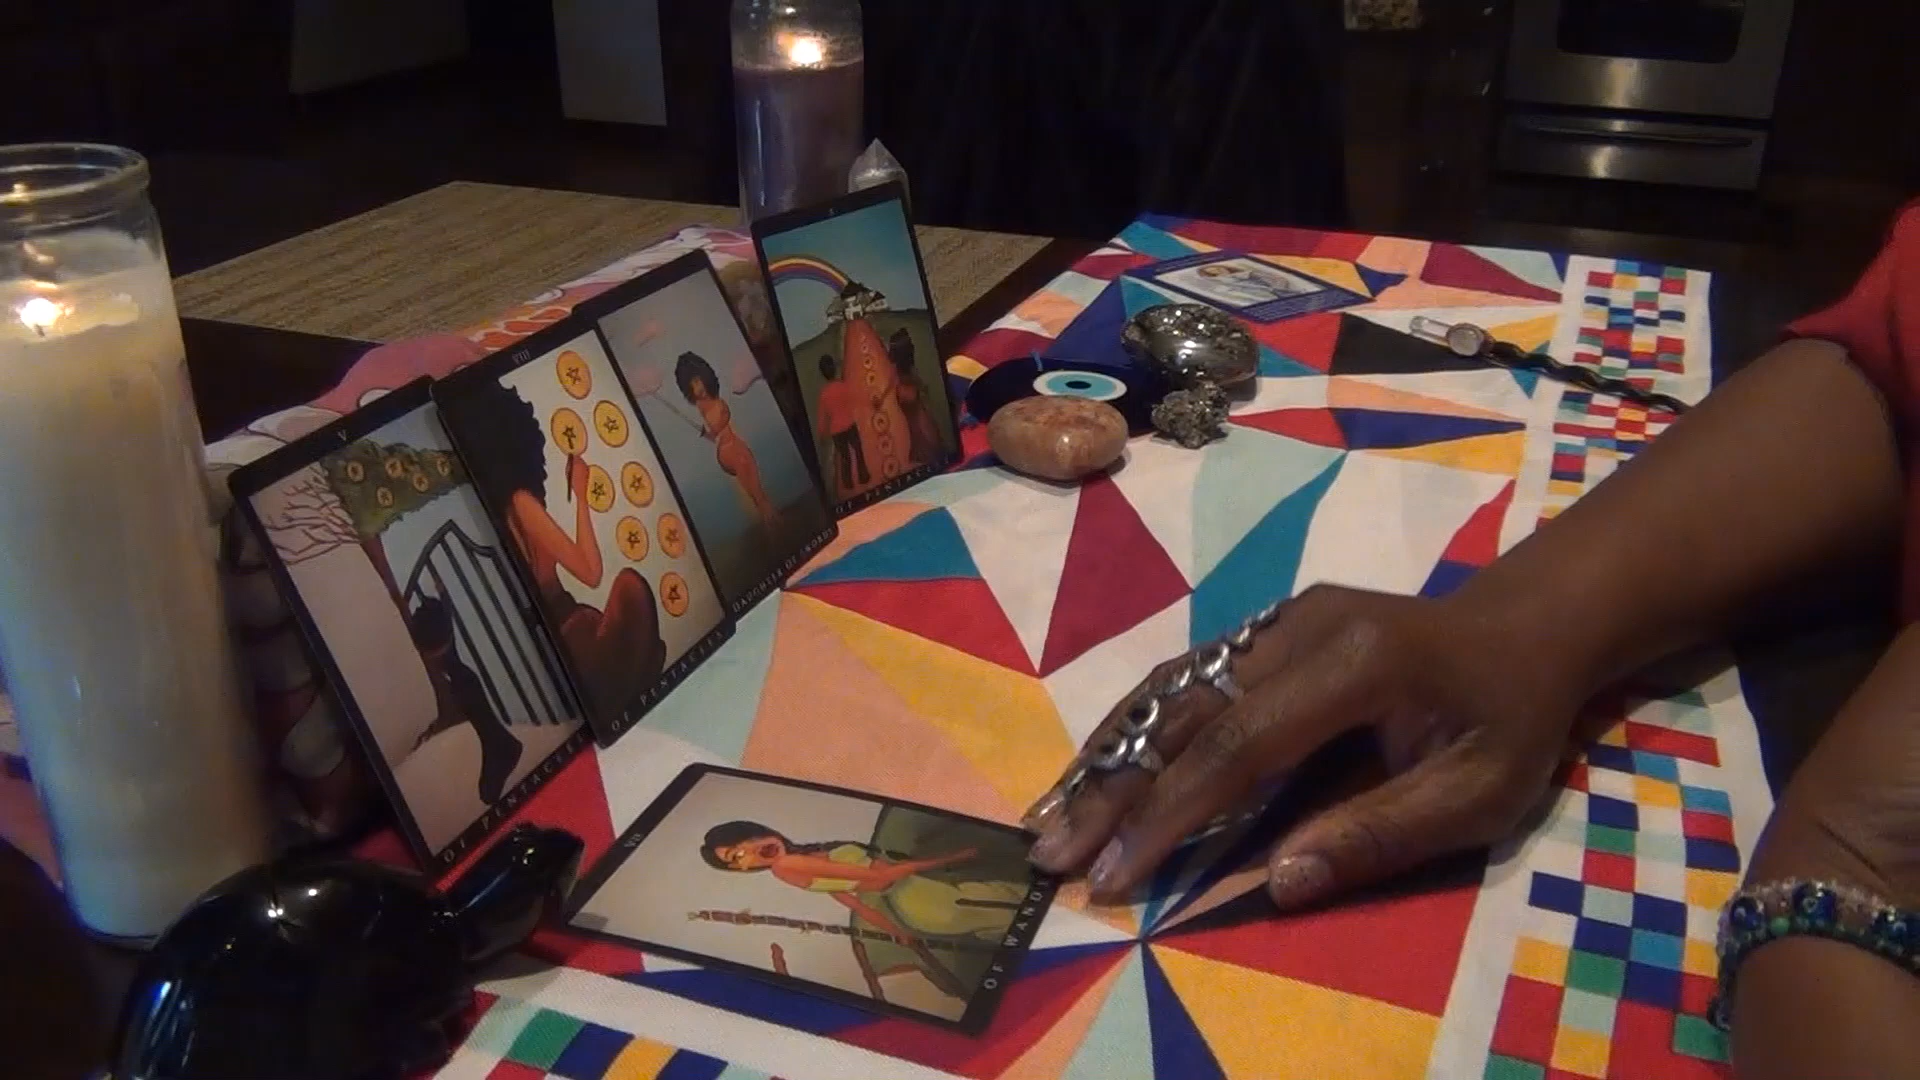 V
OF PENTACLES
VIII
OF PENTACLES
DAUGHTER OF SWORDS
X
OF PENTACLES
VII
OF WANDS